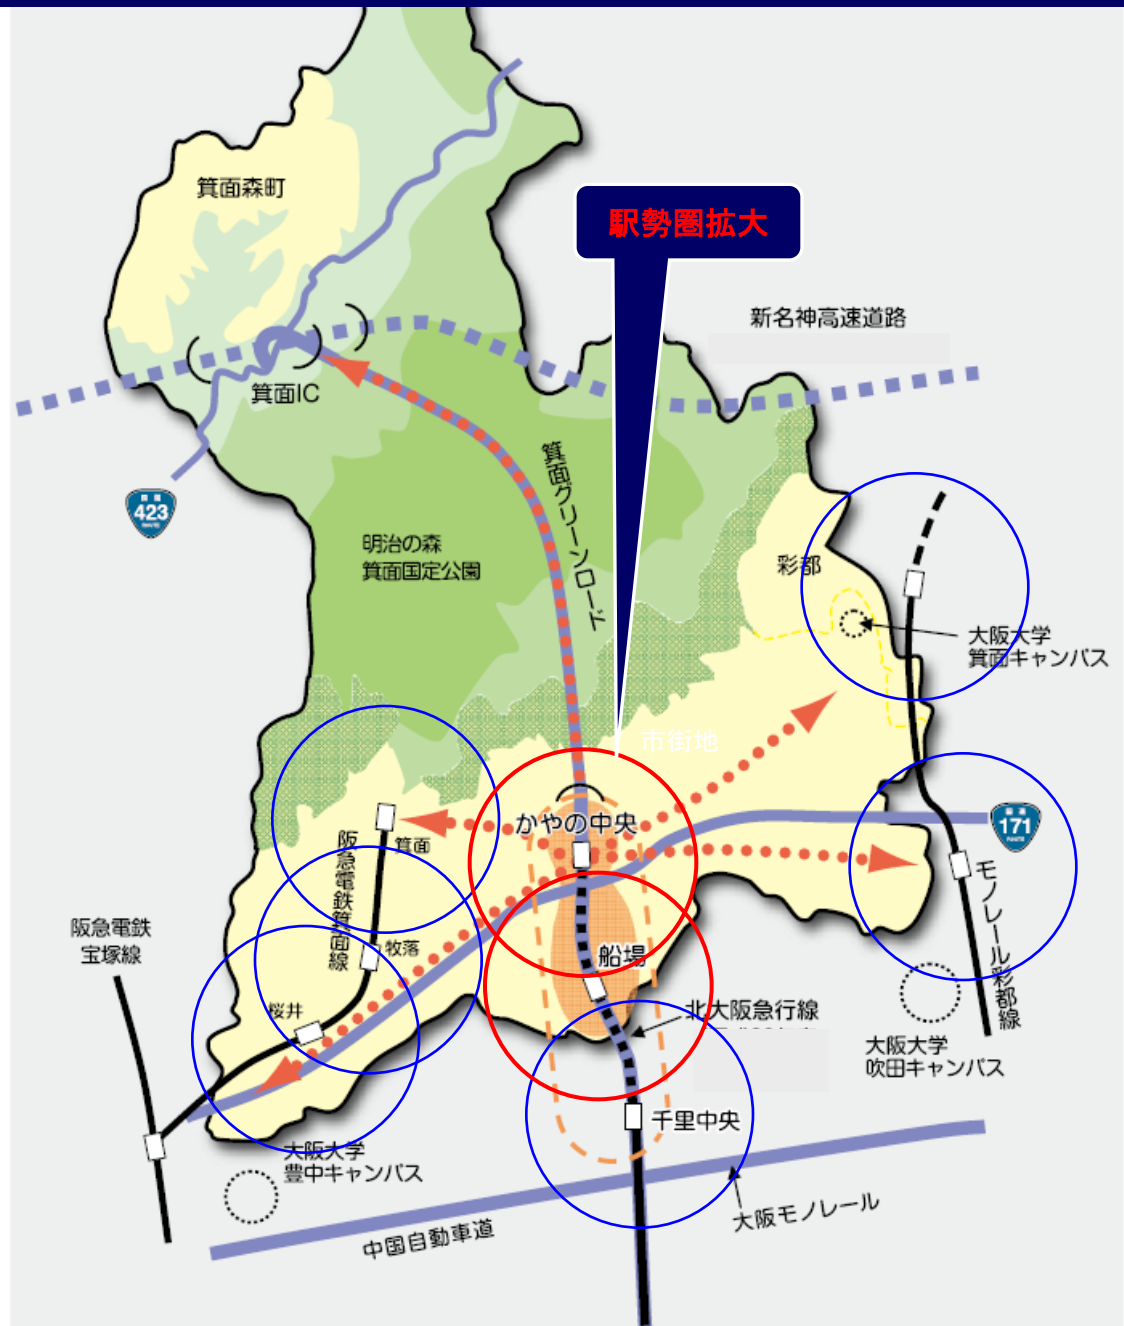 箕面森町
駅勢圏拡大
新名神高速道路
箕面IC
箕面グリーンロード
423
ROUTE
明治の森
箕面国定公園
彩都
大阪大学
箕面キャンパス
市街地
かやの中央
171
ROUTE
箕面
阪急電鉄箕面線
モノレール彩都線
阪急電鉄
宝塚線
牧落
船場
桜井
北大阪急行線
大阪大学
吹田キャンパス
千里中央
大阪大学
豊中キャンパス
大阪モノレール
中国自動車道